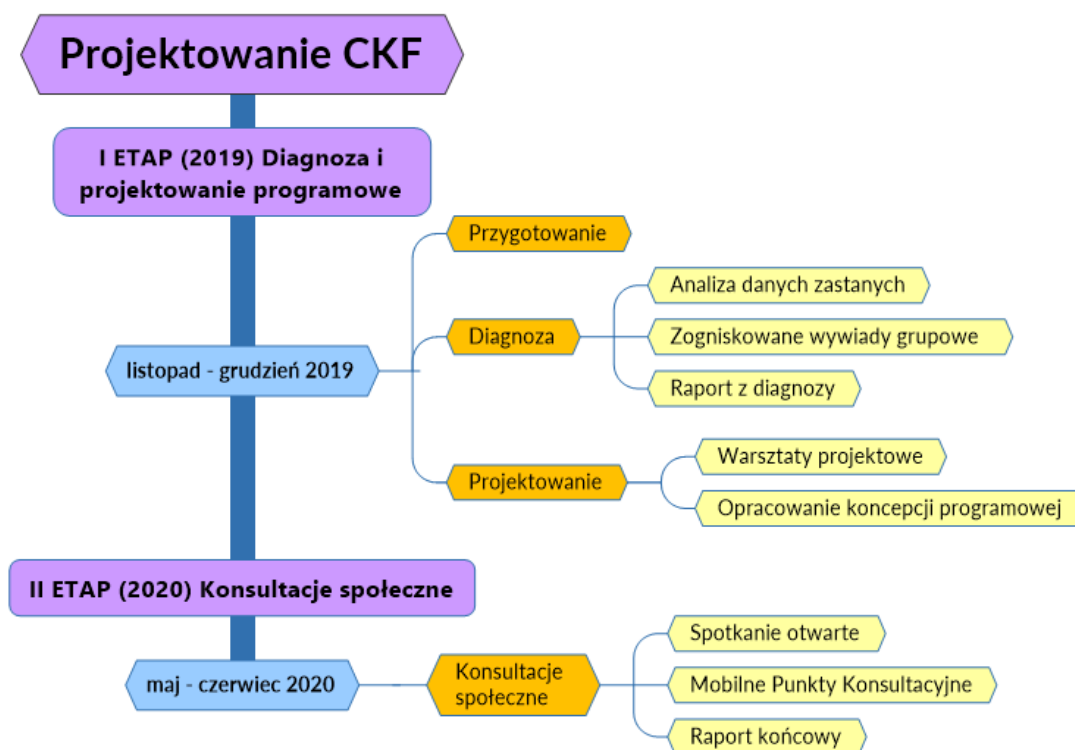 Projektowanie CKF
I ETAP (2019) Diagnoza i
projektowanie programowe
listopad - grudzień 2019
Przygotowanie
Diagnoza
Analiza danych zastanych
Zogniskowane wywiady grupowe
Raport z diagnozy
Projektowanie
Warsztaty projektowe
Opracowanie koncepcji programowej
II ETAP (2020) Konsultacje społeczne
maj - czerwiec 2020
Konsultacje
społeczne
Spotkanie otwarte
Mobilne Punkty Konsultacyjne
Raport końcowy